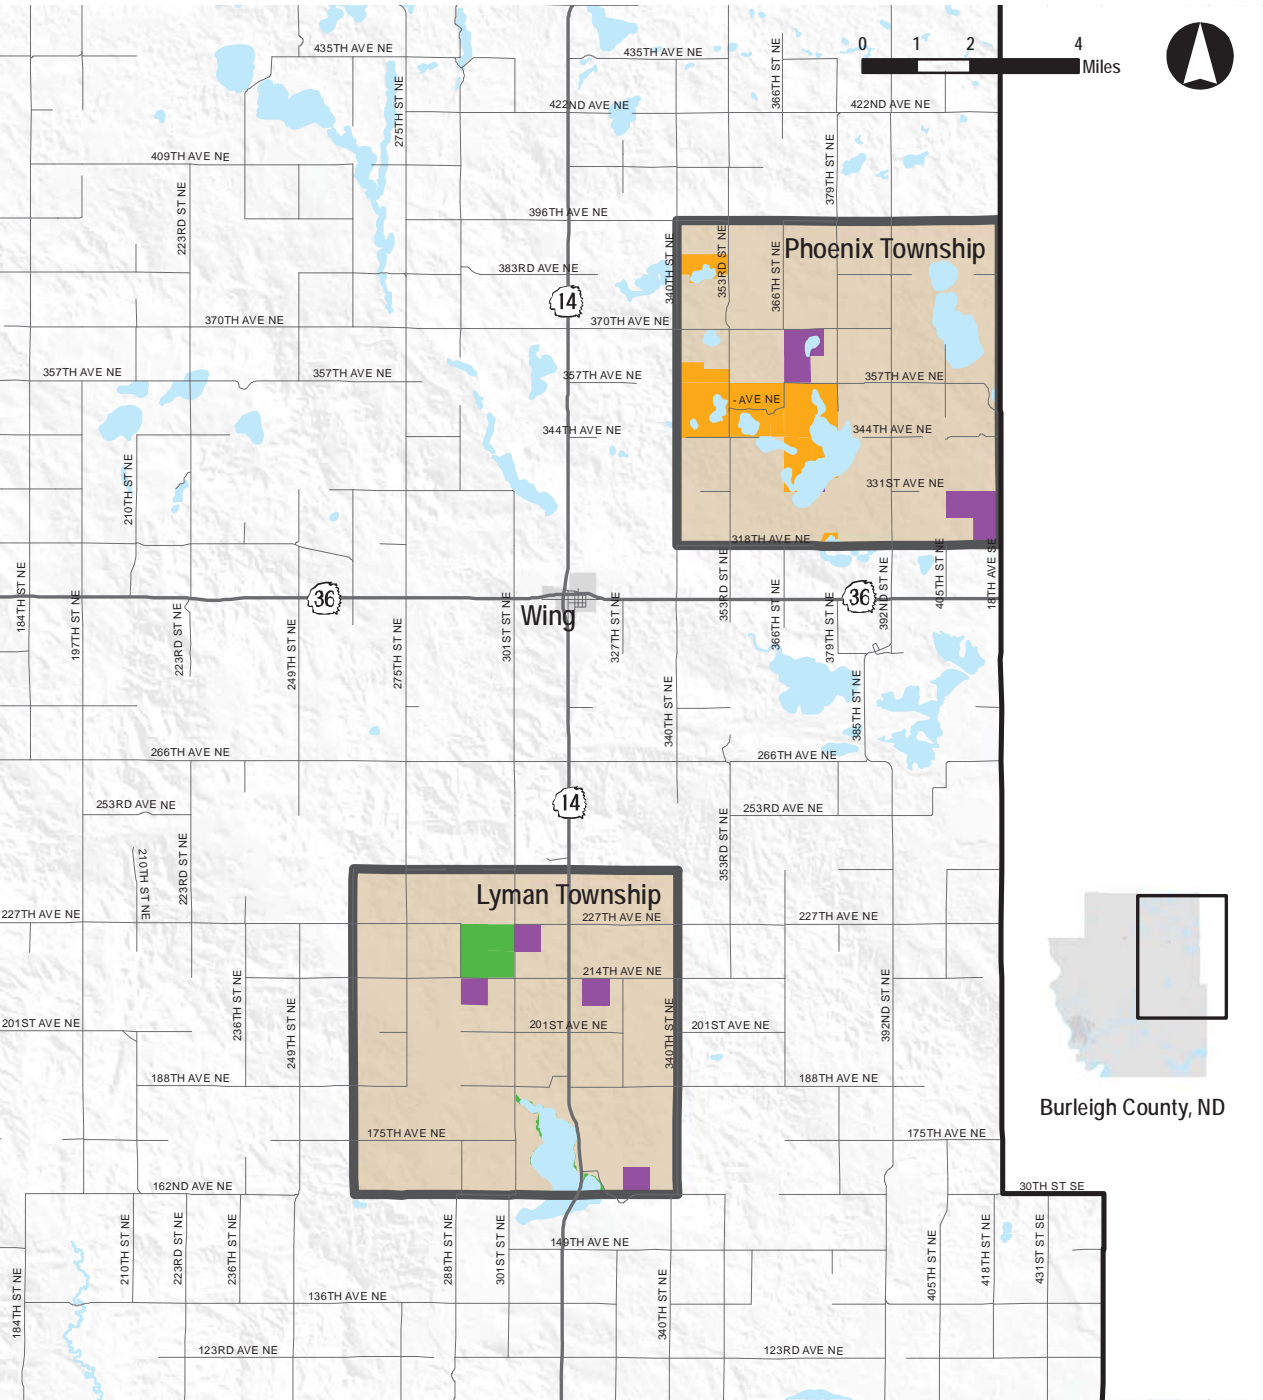 0 1 2 4
Miles
435TH AVE NE
435TH AVE NE
366TH ST NE
275TH ST NE
422ND AVE NE
422ND AVE NE
409TH AVE NE
379TH ST NE
223RD ST NE
396TH AVE NE
Phoenix Township
340TH ST NE
353RD ST NE
366TH ST NE
383RD AVE NE
14
370TH AVE NE
370TH AVE NE
357TH AVE NE
357TH AVE NE
357TH AVE NE
357TH AVE NE
- AVE NE
344TH AVE NE
344TH AVE NE
210TH ST NE
331ST AVE NE
318TH AVE NE
184TH ST NE
197TH ST NE
223RD ST NE
249TH ST NE
36
275TH ST NE
301ST ST NE
Wing
327TH ST NE
353RD ST NE
366TH ST NE
379TH ST NE
36
392ND ST NE
405TH ST NE
18TH AVE SE
340TH ST NE
385TH ST NE
266TH AVE NE
266TH AVE NE
253RD AVE NE
14
253RD AVE NE
210TH ST NE
223RD ST NE
353RD ST NE
Lyman Township
227TH AVE NE
227TH AVE NE
227TH AVE NE
214TH AVE NE
236TH ST NE
249TH ST NE
340TH ST NE
392ND ST NE
201ST AVE NE
201ST AVE NE
201ST AVE NE
188TH AVE NE
188TH AVE NE
Burleigh County, ND
175TH AVE NE
175TH AVE NE
162ND AVE NE
30TH ST SE
210TH ST NE
223RD ST NE
236TH ST NE
288TH ST NE
301ST ST NE
149TH AVE NE
405TH ST NE
418TH ST NE
431ST ST SE
184TH ST NE
340TH ST NE
136TH AVE NE
123RD AVE NE
123RD AVE NE